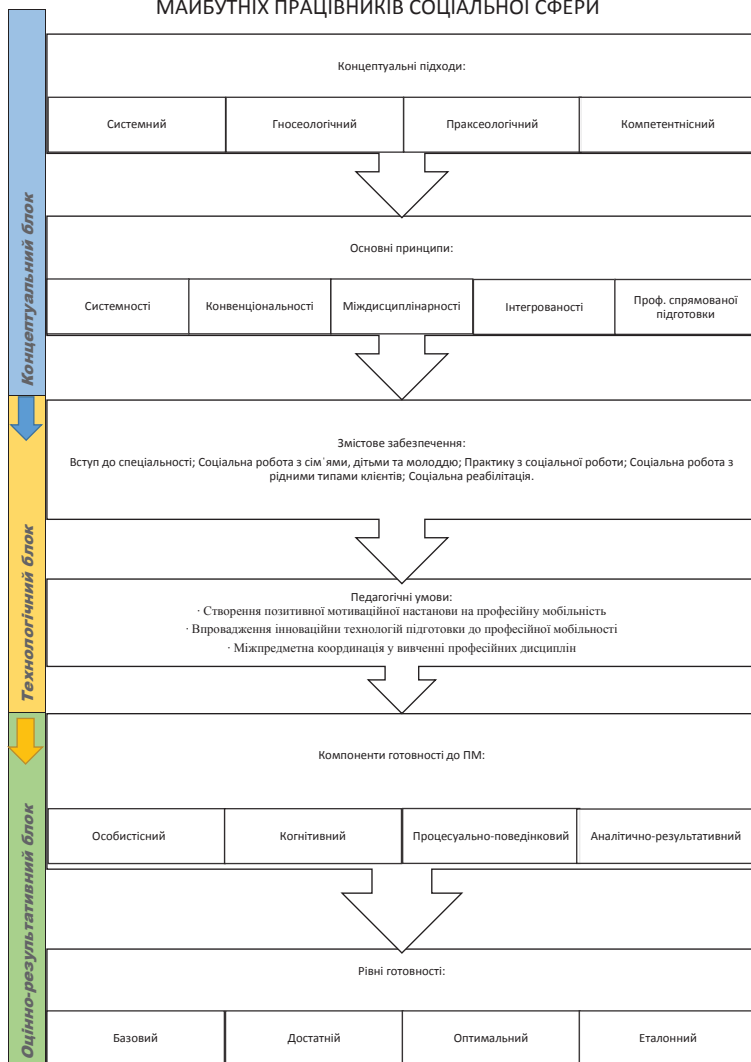 МАЙБУТНІХ ПРАЦІВНИКІВ СОЦІАЛЬНОЇ СФЕРИ
Концептуальний блок
Концептуальні підходи:
Системний
Гносеологічний
Праксеологічний
Компетентнісний
Основні принципи:
Системності
Конвенціональності
Міждисциплінарності
Інтегрованості
Проф. спрямованої
підготовки
Технологічний блок
Змістове забезпечення:
Вступ до спеціальності; Соціальна робота з сім᾽ями, дітьми та молоддю; Практику з соціальної роботи; Соціальна робота з
рідними типами клієнтів; Соціальна реабілітація.
Педагогічні умови:
· Створення позитивної мотиваційної настанови на професійну мобільність
· Впровадження інноваційни технологій підготовки до професійної мобільності
· Міжпредметна координація у вивченні професійних дисциплін
Оцінно-результативний блок
Компоненти готовності до ПМ:
Особистісний
Когнітивний
Процесуально-поведінковий
Аналітично-результативний
Рівні готовності:
Базовий
Достатній
Оптимальний
Еталонний